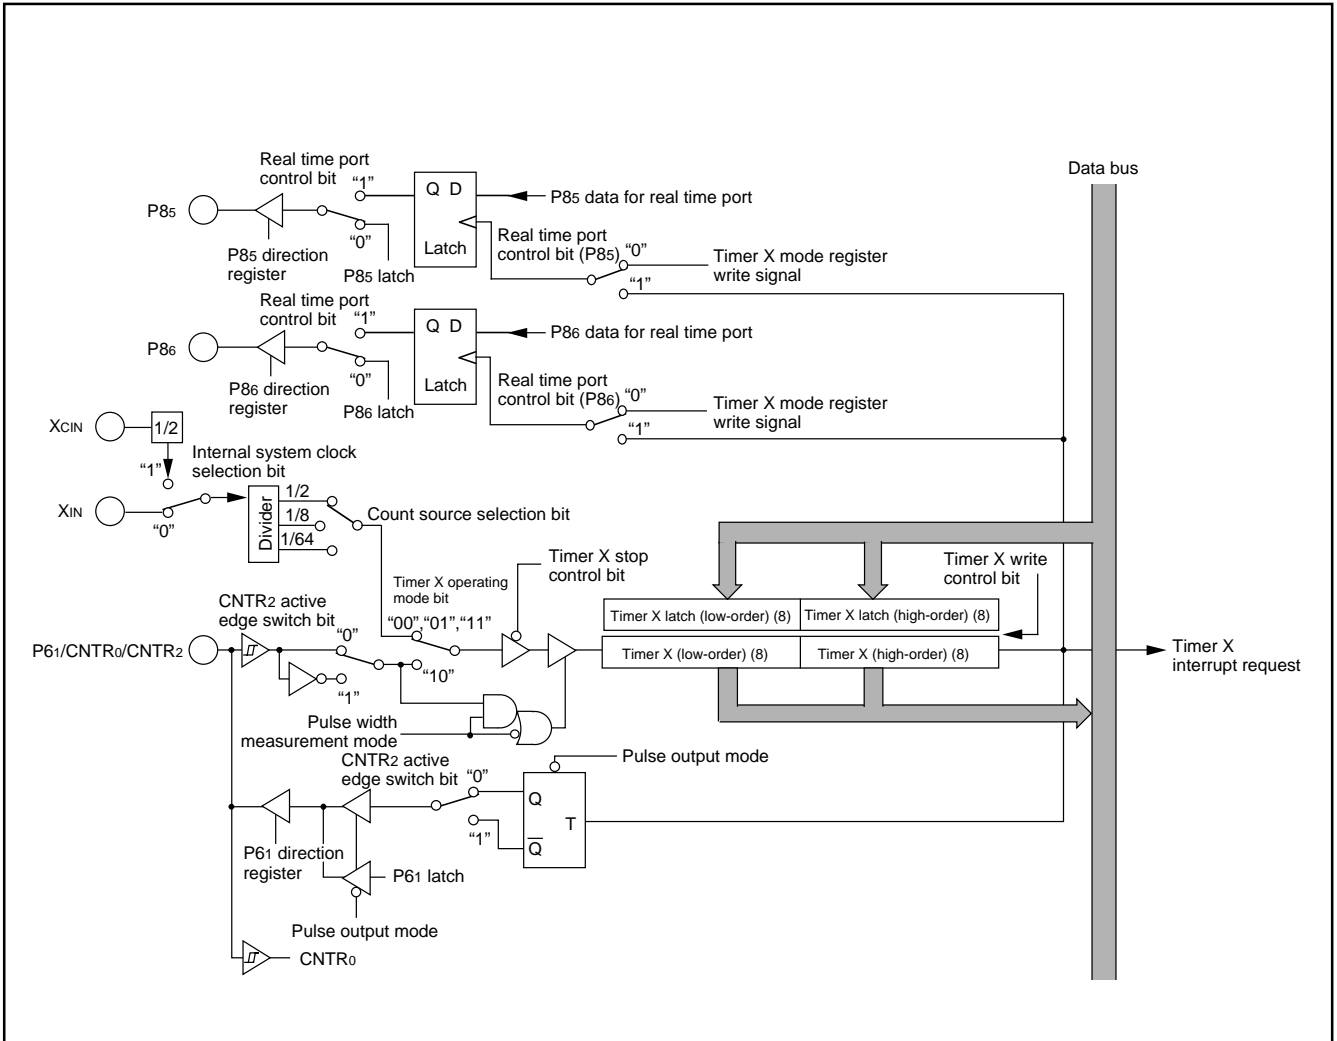 Data bus
Real time port
control bit
“1”
Q D
P85 data for real time port
P85
“0”
Latch
Real time port
control bit (P85)
“0”
Timer X mode register
write signal
P85 direction
register
P85 latch
“1”
Real time port
control bit
“1”
Q D
P86 data for real time port
P86
“0”
Latch
Real time port
control bit (P86)
“0”
Timer X mode register
write signal
P86 direction
register
P86 latch
“1”
XCIN
1/2
Internal system clock
selection bit
“1”
XIN
“0”
Divider
1/2
1/8
1/64
Count source selection bit
Timer X stop
control bit
Timer X write
control bit
Timer X operating
mode bit
CNTR2 active
edge switch bit
“00”,“01”,“11”
Timer X latch (low-order) (8)
Timer X latch (high-order) (8)
P61/CNTR0/CNTR2
“0”
Timer X (low-order) (8)
Timer X (high-order) (8)
Timer X
interrupt request
“10”
“1”
Pulse width
measurement mode
CNTR2 active
edge switch bit
“0”
Pulse output mode
Q
T
“1”
Q
P61 direction
register
P61 latch
Pulse output mode
CNTR0